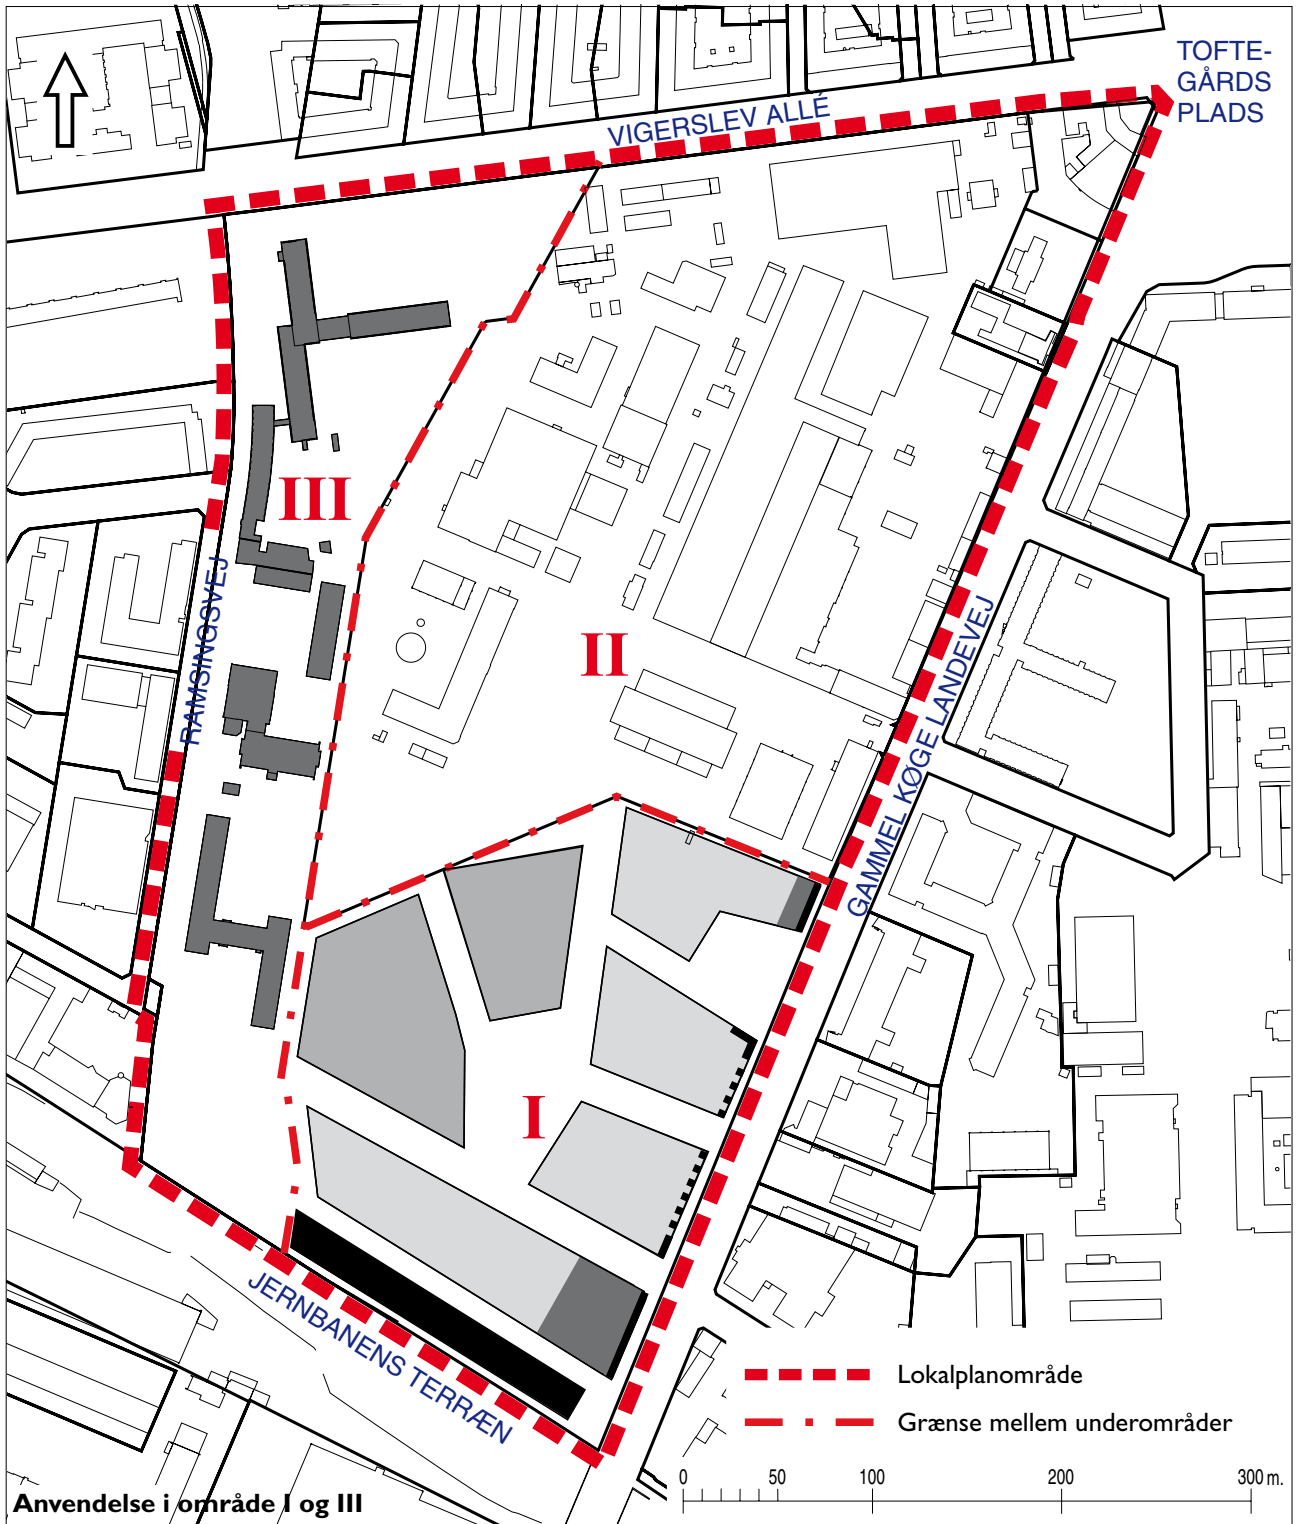 TOFTE-
GÅRDS
PLADS
VIGERSLEV ALLÉ
III
RAMSINGSVEJ
II
GAMMEL KØGE LANDEVEJ
I
JERNBANENS TERRÆN
Lokalplanområde
Grænse mellem underområder
0 50 100 200 300 m.
Anvendelse i område I og III